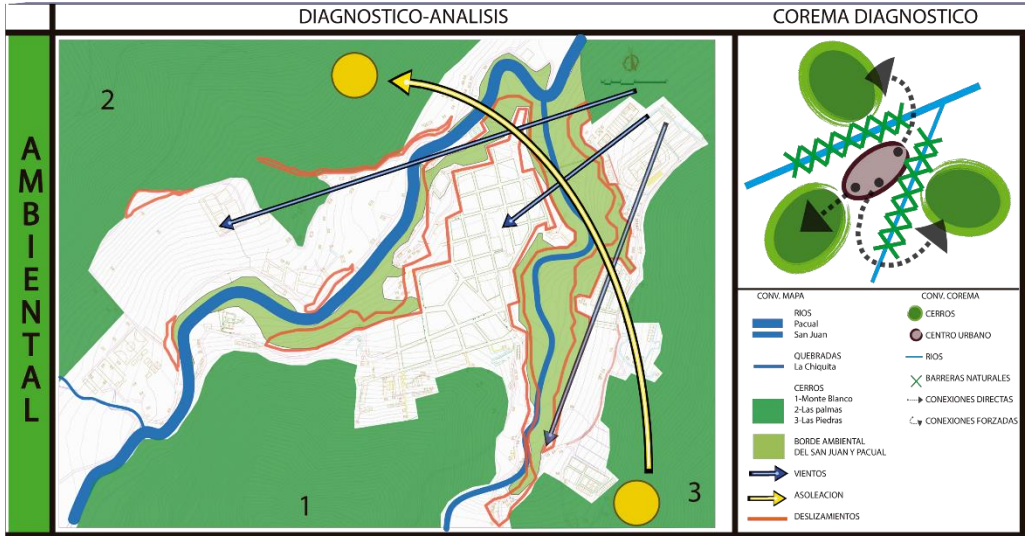 DIAGNOSTICO-ANALISIS
COREMA DIAGNOSTICO
AMBIENTAL
2
1
3
CONV. MAPA
RIOS
Pacual
San Juan
QUEBRADAS
La Chiquita
CERROS
1-Monte Blanco
2-Las palmas
3-Las Piedras
BORDE AMBIENTAL
DEL SAN JUAN Y PACUAL
VIENTOS
ASOLEACION
DESLIZAMIENTOS
CONV. COREMA
CERROS
CENTRO URBANO
RIOS
BARRERAS NATURALES
CONEXIONES DIRECTAS
CONEXIONES FORZADAS